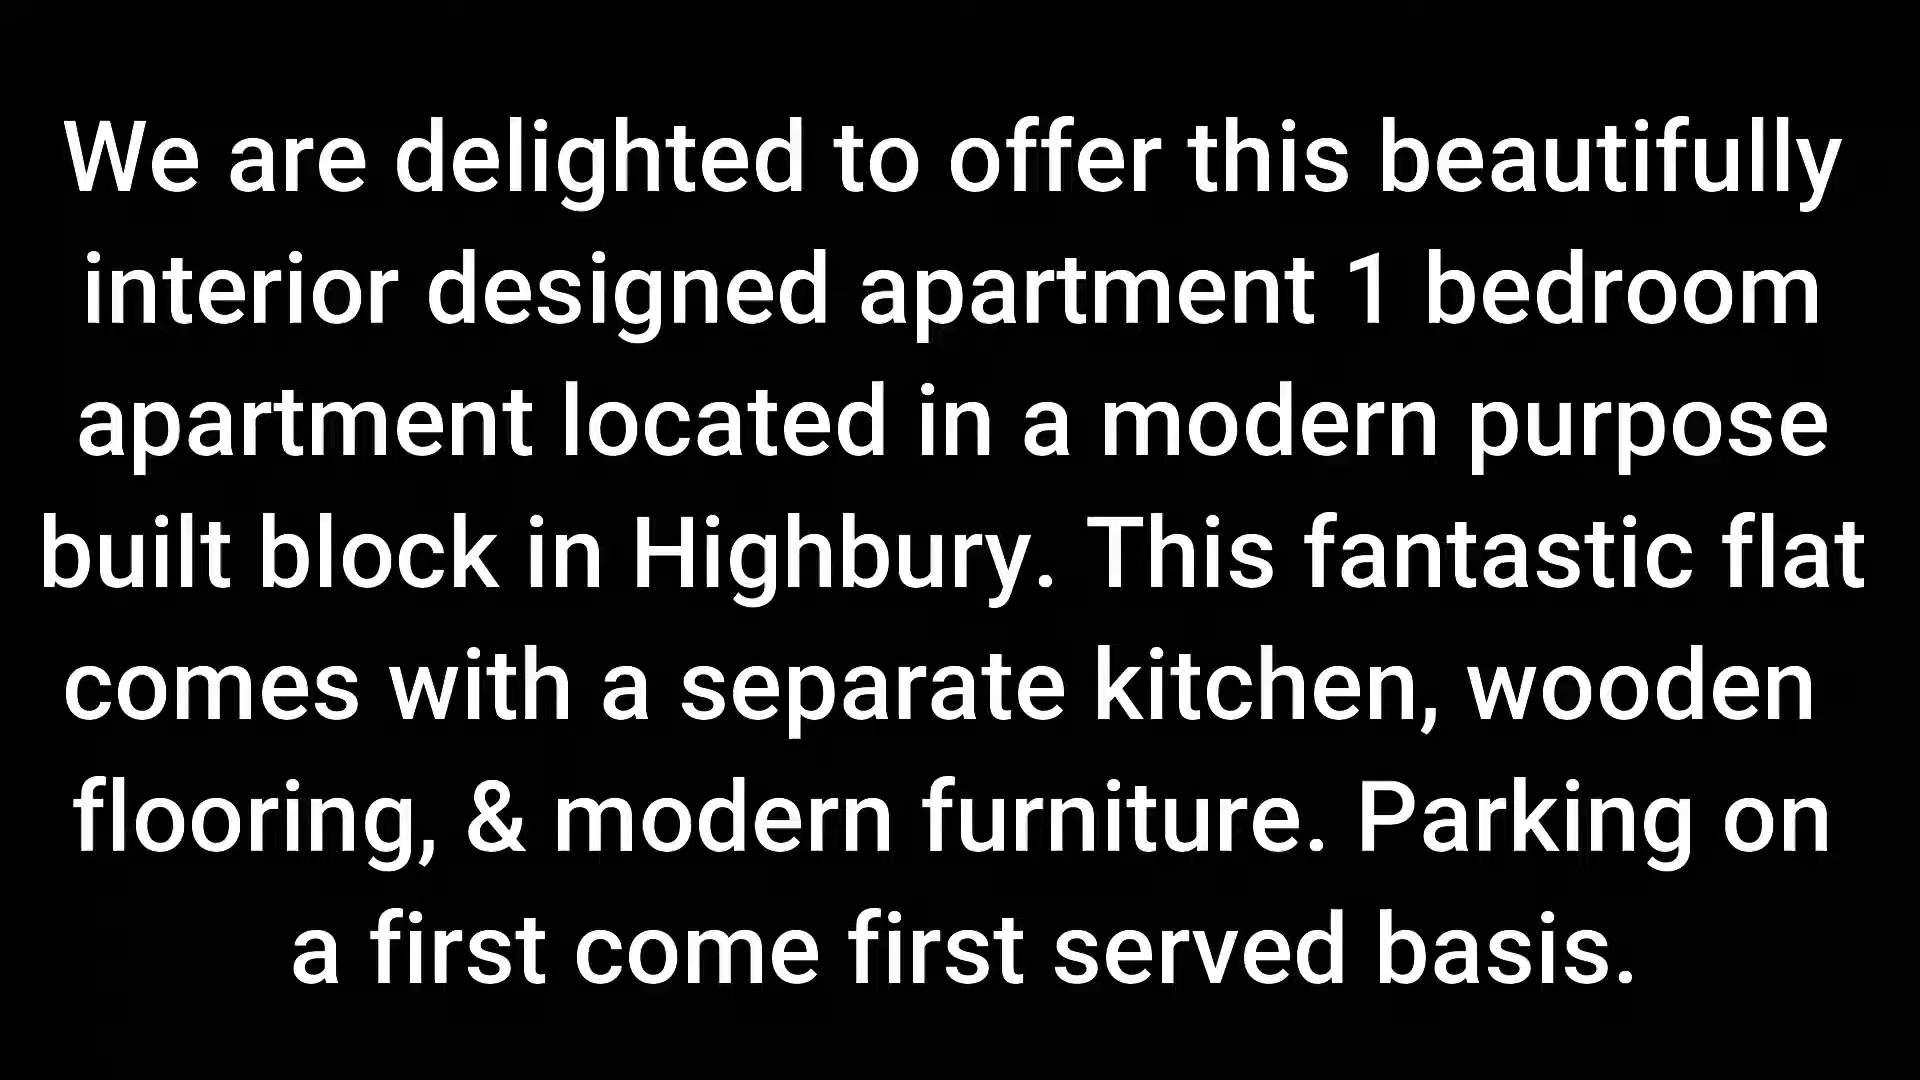 We are delighted to offer this beautifully
interior designed apartment 1 bedroom
apartment located in a modern purpose
built block in Highbury. This fantastic flat
comes with a separate kitchen, wooden
flooring, & modern furniture. Parking on
a first come first served basis.